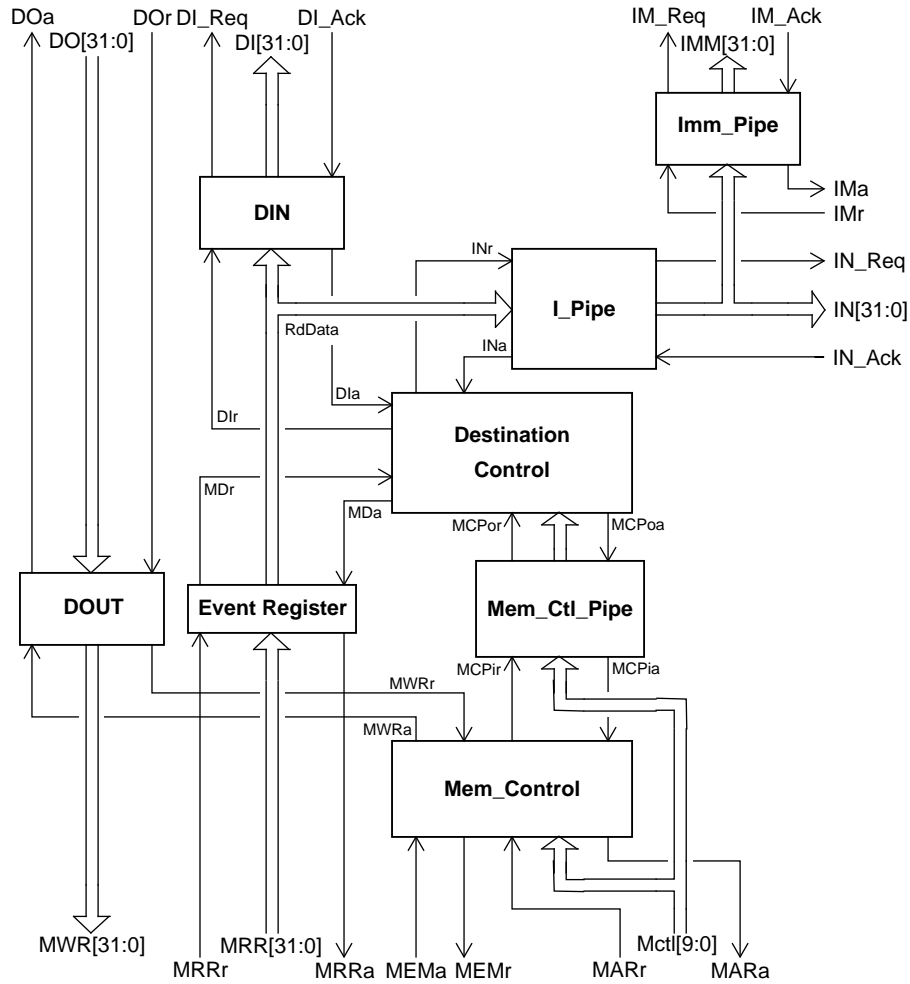 DOa
DOr
DI_Req
DI_Ack
IM_Req
IM_Ack
DO[31:0]
DI[31:0]
IMM[31:0]
Imm_Pipe
DIN
IMa
IMr
INr
IN_Req
I_Pipe
IN[31:0]
RdData
INa
IN_Ack
DIa
DIr
Destination
Control
MDr
MDa
MCPor
MCPoa
DOUT
Event Register
Mem_Ctl_Pipe
MWRr
MCPir
MCPia
MWRa
Mem_Control
MWR[31:0]
MRR[31:0]
Mctl[9:0]
MRRr
MRRa
MEMa
MEMr
MARr
MARa